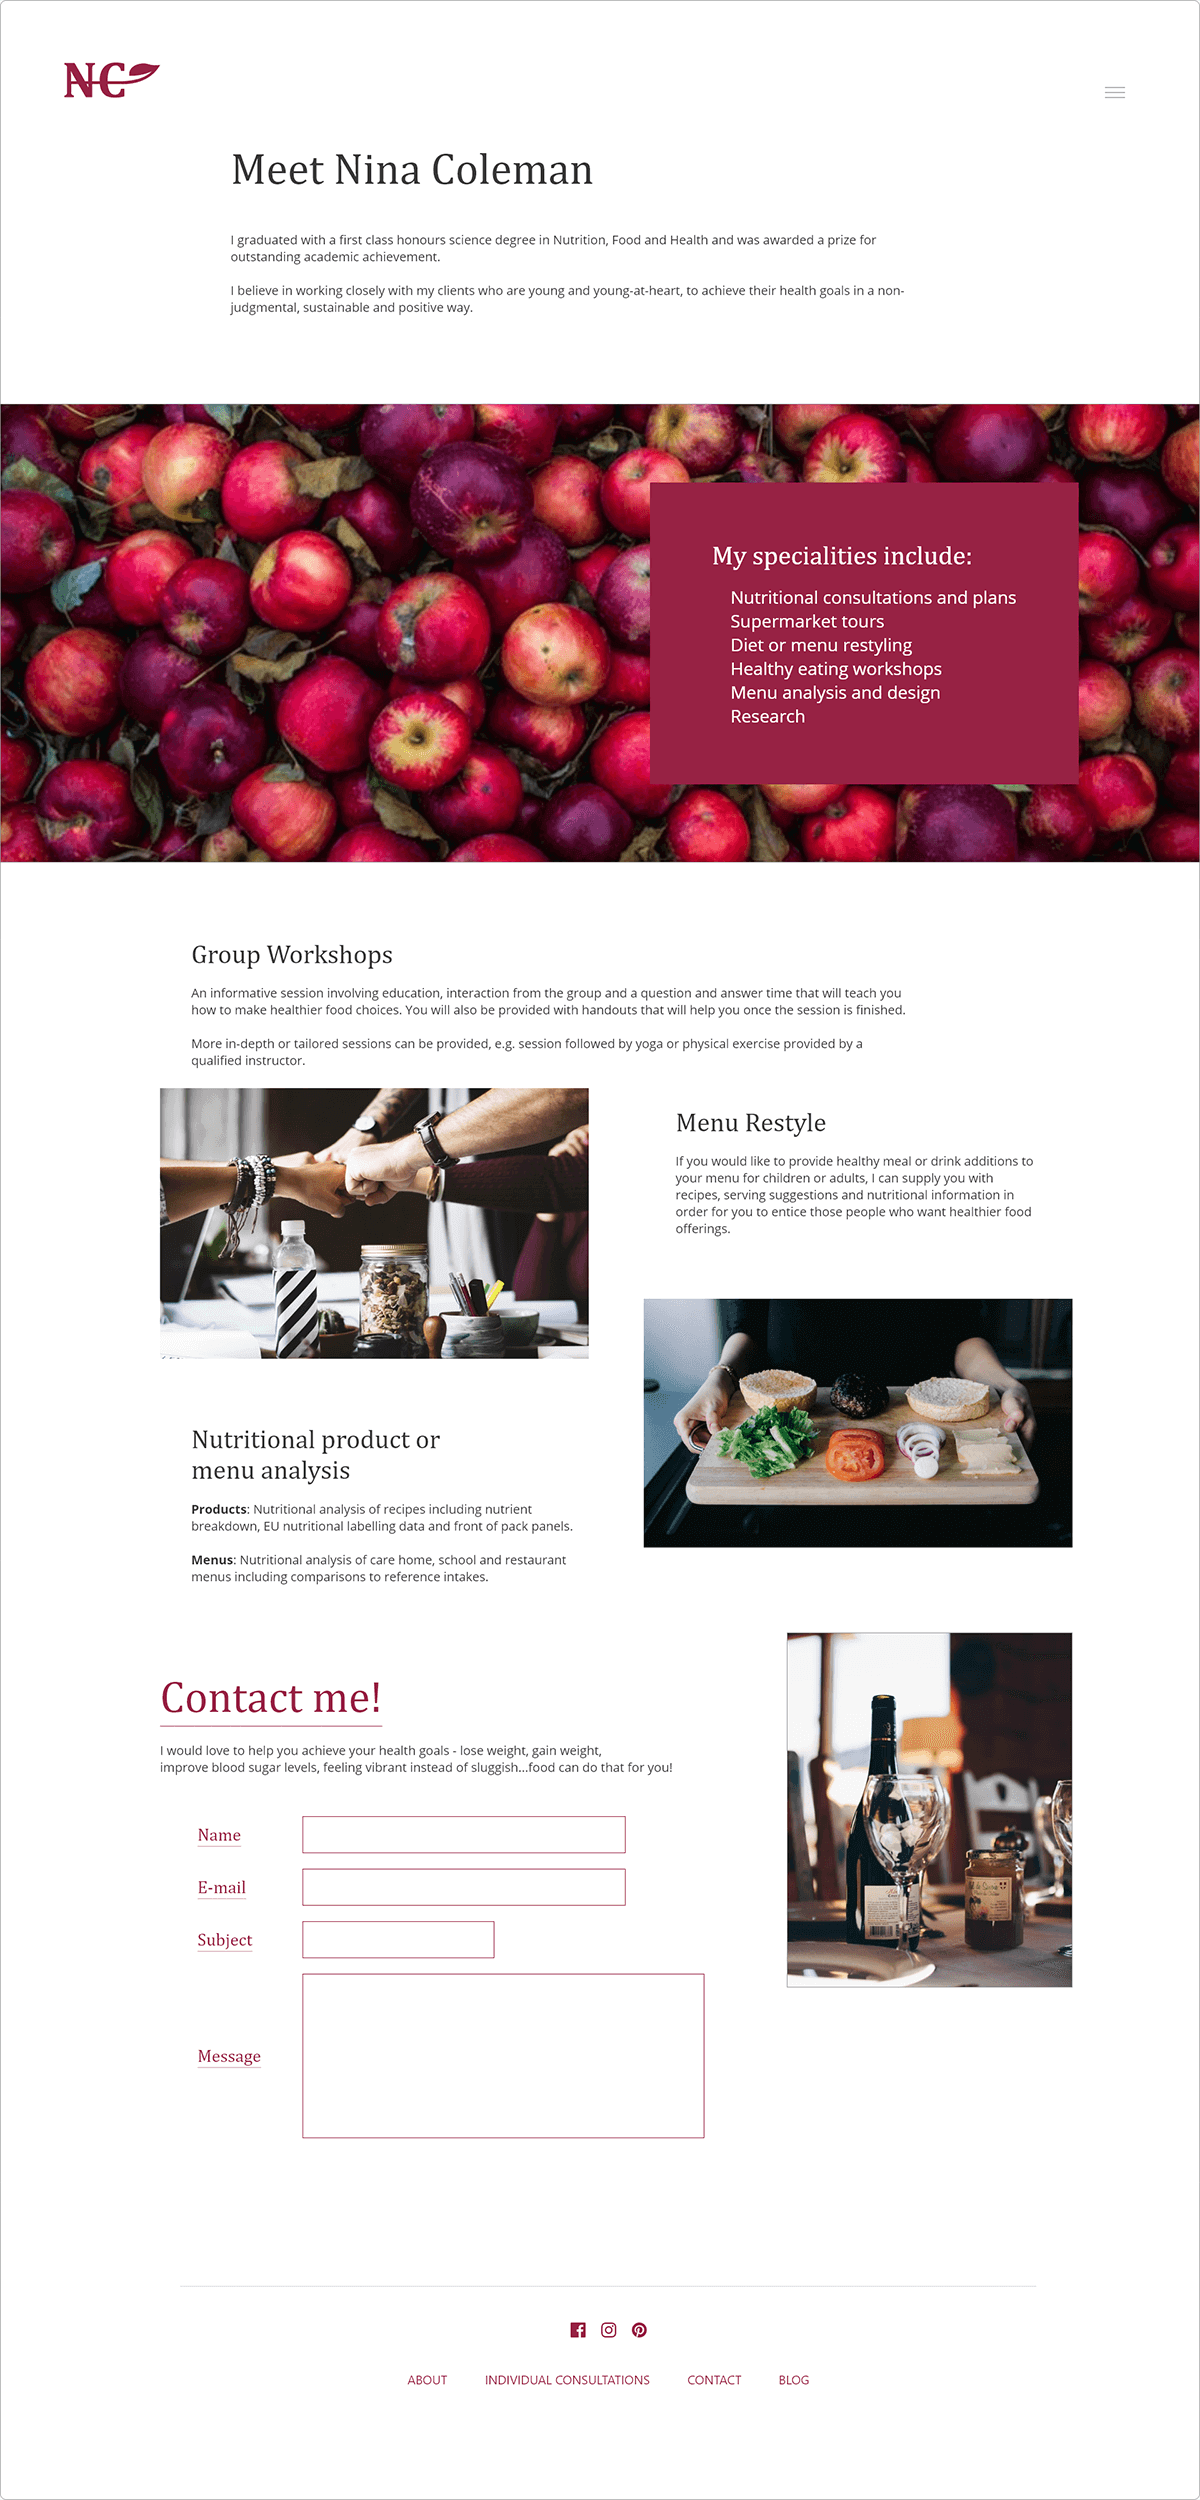 NC
Meet Nina Coleman
I graduated with a first class honours science degree in Nutrition, Food and Health and was awarded a prize for
outstanding academic achievement.
I believe in working closely with my clients who are young and young-at-heart, to achieve their health goals in a non-
judgmental, sustainable and positive way.
My specialities include:
Nutritional consultations and plans
Supermarket tours
Diet or menu restyling
Healthy eating workshops
Menu analysis and design
Research
Group Workshops
An informative session involving education, interaction from the group and a question and answer time that will teach you
how to make healthier food choices. You will also be provided with handouts that will help you once the session is finished.
More in-depth or tailored sessions can be provided, e.g. session followed by yoga or physical exercise provided by a
qualified instructor.
Menu Restyle
If you would like to provide healthy meal or drink additions to
your menu for children or adults, I can supply you with
recipes, serving suggestions and nutritional information in
order for you to entice those people who want healthier food
offerings.
Nutritional product or
menu analysis
Products: Nutritional analysis of recipes including nutrient
breakdown, EU nutritional labelling data and front of pack panels.
Menus: Nutritional analysis of care home, school and restaurant
menus including comparisons to reference intakes.
Contact me!
I would love to help you achieve your health goals - lose weight, gain weight,
improve blood sugar levels, feeling vibrant instead of sluggish...food can do that for you!
Name
E-mail
Subject
Message
ABOUT INDIVIDUAL CONSULTATIONS CONTACT BLOG